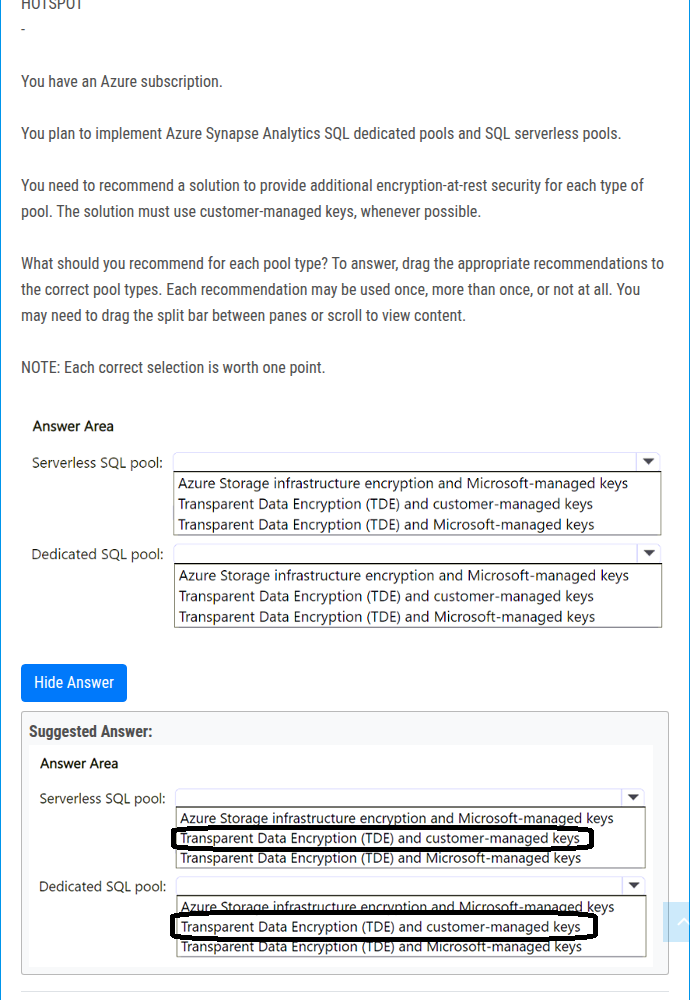 HOTSPOT
-
You have an Azure subscription.
You plan to implement Azure Synapse Analytics SQL dedicated pools and SQL serverless pools.
You need to recommend a solution to provide additional encryption-at-rest security for each type of
pool. The solution must use customer-managed keys, whenever possible.
What should you recommend for each pool type? To answer, drag the appropriate recommendations to
the correct pool types. Each recommendation may be used once, more than once, or not at all. You
may need to drag the split bar between panes or scroll to view content.
NOTE: Each correct selection is worth one point.
Answer Area
Serverless SQL pool:
Azure Storage infrastructure encryption and Microsoft-managed keys
Transparent Data Encryption (TDE) and customer-managed keys
Transparent Data Encryption (TDE) and Microsoft-managed keys
Dedicated SQL pool:
Azure Storage infrastructure encryption and Microsoft-managed keys
Transparent Data Encryption (TDE) and customer-managed keys
Transparent Data Encryption (TDE) and Microsoft-managed keys
Hide Answer
Suggested Answer:
Answer Area
Serverless SQL pool:
Azure Storage infrastructure encryption and Microsoft-managed keys
Transparent Data Encryption (TDE) and customer-managed keys
Transparent Data Encryption (TDE) and Microsoft-managed keys
Dedicated SQL pool:
Azure Storage infrastructure encryption and Microsoft-managed keys
Transparent Data Encryption (TDE) and customer-managed keys
Transparent Data Encryption (TDE) and Microsoft-managed keys